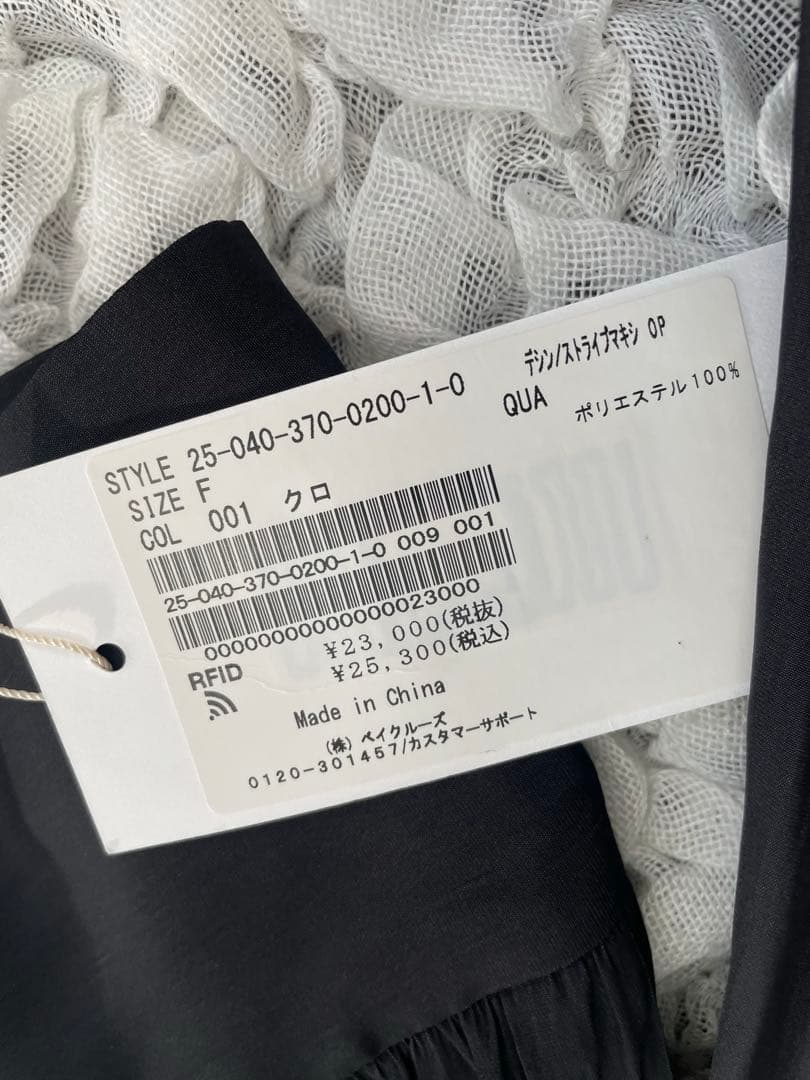 デシン/ストライプマキシ OP
STYLE 25-040-370-0200-1-0
QUA ポリエステル100%
SIZE F
COL 001 クロ
25-040-370-0200-1-0 009 001
0000000000000023000
RFID
¥23,000(税抜)
¥25,300(税込)
Made in China
(株) ベイクルーズ
0120-301457/カスタマーサポート